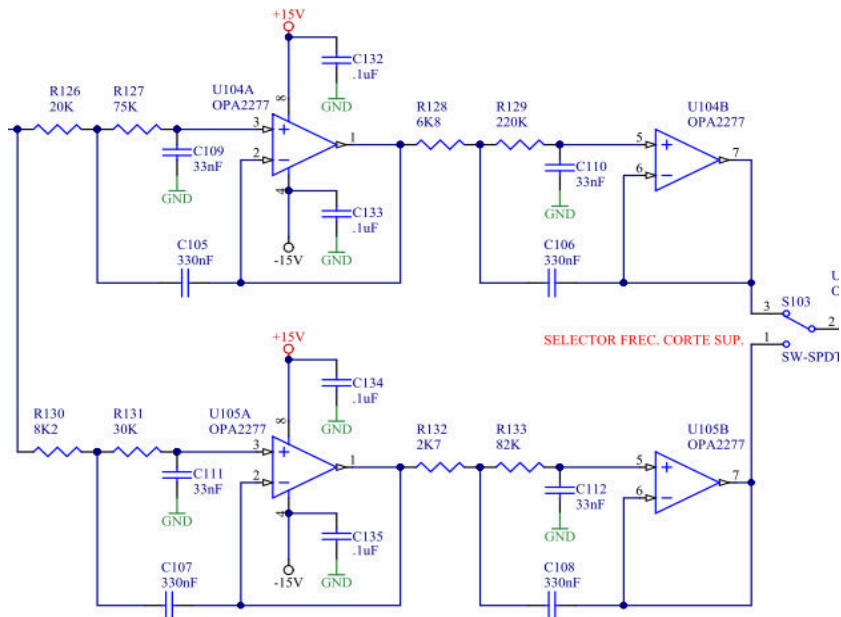 +15V
C132
.1uF
GND
R126
20K
R127
75K
U104A
OPA2277
8
3
2
1
4
C109
33nF
GND
C133
.1uF
GND
-15V
C105
330nF
R128
6K8
R129
220K
U104B
OPA2277
5
6
7
C110
33nF
GND
C106
330nF
S103
3
2
1
SW-SPDT
U
SELECTOR FREC. CORTE SUP.
+15V
C134
.1uF
GND
R130
8K2
R131
30K
U105A
OPA2277
8
3
2
1
4
C111
33nF
GND
C135
.1uF
GND
-15V
C107
330nF
R132
2K7
R133
82K
U105B
OPA2277
5
6
7
C112
33nF
GND
C108
330nF